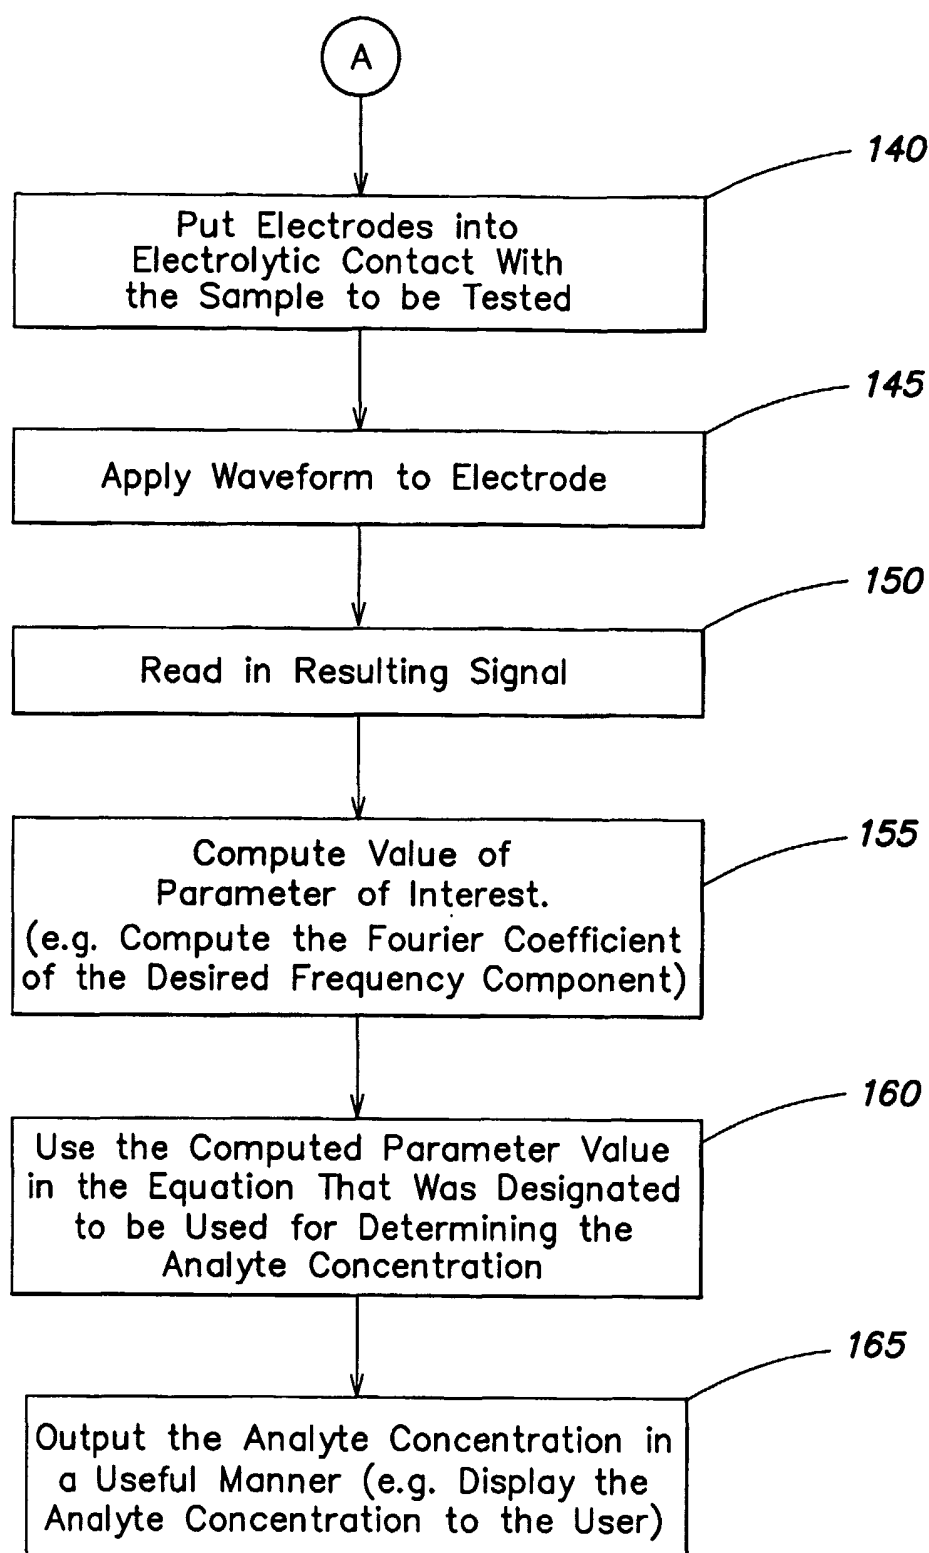 A
140
Put Electrodes into
Electrolytic Contact With
the Sample to be Tested
145
Apply Waveform to Electrode
150
Read in Resulting Signal
155
Compute Value of
Parameter of Interest.
(e.g. Compute the Fourier Coefficient
of the Desired Frequency Component)
160
Use the Computed Parameter Value
in the Equation That Was Designated
to be Used for Determining the
Analyte Concentration
165
Output the Analyte Concentration in
a Useful Manner (e.g. Display the
Analyte Concentration to the User)